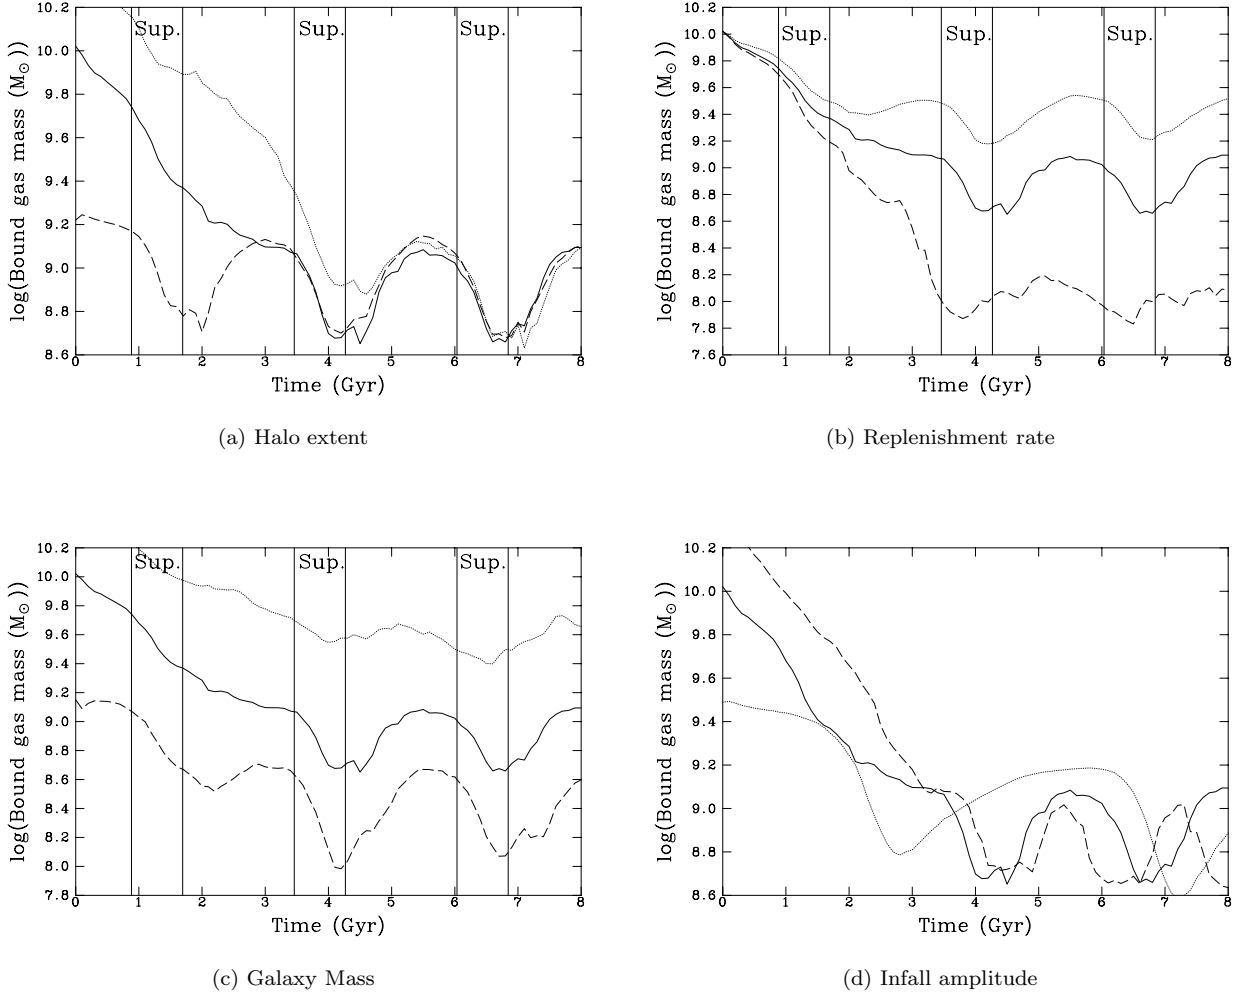 log(Bound gas mass (M⊙))
10.2
10.0
9.8
9.6
9.4
9.2
9.0
8.8
8.6
Sup.
Sup.
Sup.
0 1 2 3 4 5 6 7 8
Time (Gyr)
(a) Halo extent
log(Bound gas mass (M⊙))
10.2
10.0
9.8
9.6
9.4
9.2
9.0
8.8
8.6
8.4
8.2
8.0
7.8
7.6
Sup.
Sup.
Sup.
0 1 2 3 4 5 6 7 8
Time (Gyr)
(b) Replenishment rate
log(Bound gas mass (M⊙))
10.2
10.0
9.8
9.6
9.4
9.2
9.0
8.8
8.6
8.4
8.2
8.0
7.8
Sup.
Sup.
Sup.
0 1 2 3 4 5 6 7 8
Time (Gyr)
(c) Galaxy Mass
log(Bound gas mass (M⊙))
10.2
10.0
9.8
9.6
9.4
9.2
9.0
8.8
8.6
0 1 2 3 4 5 6 7 8
Time (Gyr)
(d) Infall amplitude